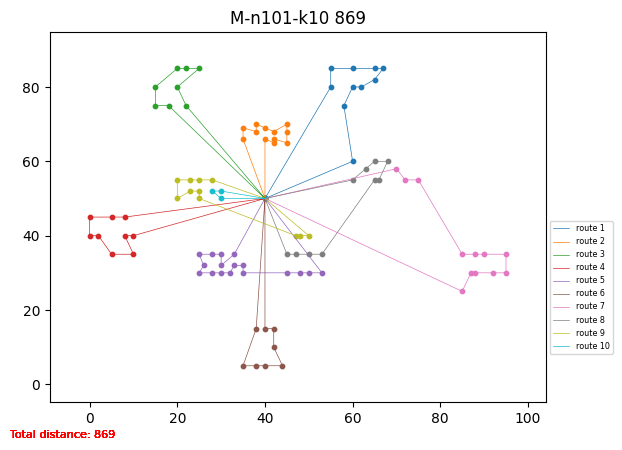 M-n101-k10 869
80
60
40
20
0
0 20 40 60 80 100
route 1
route 2
route 3
route 4
route 5
route 6
route 7
route 8
route 9
route 10
Total distance: 869